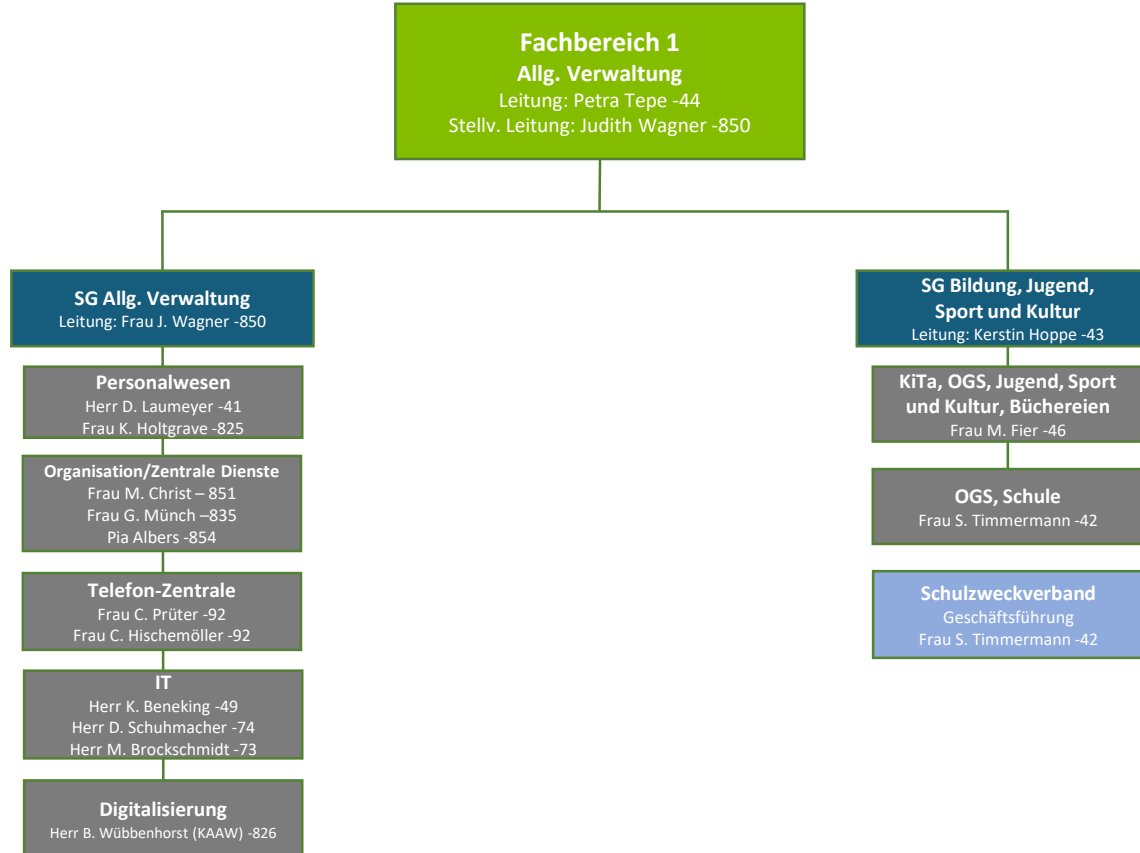 Fachbereich 1
Allg. Verwaltung
Leitung: Petra Tepe -44
Stellv. Leitung: Judith Wagner -850
SG Allg. Verwaltung
Leitung: Frau J. Wagner -850
Personalwesen
Herr D. Laumeyer -41
Frau K. Holtgrave -825
Organisation/Zentrale Dienste
Frau M. Christ – 851
Frau G. Münch –835
Pia Albers -854
Telefon-Zentrale
Frau C. Prüter -92
Frau C. Hischemöller -92
IT
Herr K. Beneking -49
Herr D. Schuhmacher -74
Herr M. Brockschmidt -73
Digitalisierung
Herr B. Wübbenhorst (KAAW) -826
SG Bildung, Jugend,
Sport und Kultur
Leitung: Kerstin Hoppe -43
KiTa, OGS, Jugend, Sport
und Kultur, Büchereien
Frau M. Fier -46
OGS, Schule
Frau S. Timmermann -42
Schulzweckverband
Geschäftsführung
Frau S. Timmermann -42